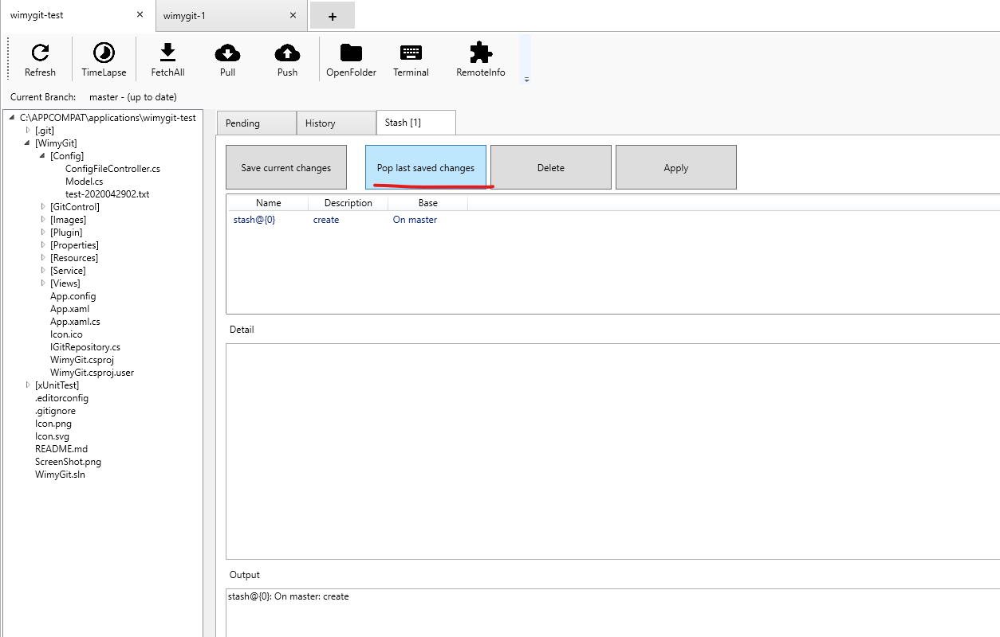 wimygit-test ✕ wimygit-1 ✕ +
Refresh TimeLapse FetchAll Pull Push OpenFolder Terminal RemoteInfo
Current Branch: master - (up to date)
C:\APPCOMPAT\applications\wimygit-test
[.git]
[WimyGit]
[Config]
ConfigFileController.cs
Model.cs
test-2020042902.txt
[GitControl]
[Images]
[Plugin]
[Properties]
[Resources]
[Service]
[Views]
App.config
App.xaml
App.xaml.cs
Icon.ico
IGitRepository.cs
WimyGit.csproj
WimyGit.csproj.user
[xUnitTest]
.editorconfig
.gitignore
Icon.png
Icon.svg
README.md
ScreenShot.png
WimyGit.sln
Pending History Stash [1]
Save current changes Pop last saved changes Delete Apply
Name Description Base
stash@{0} create On master
Detail
Output
stash@{0}: On master: create